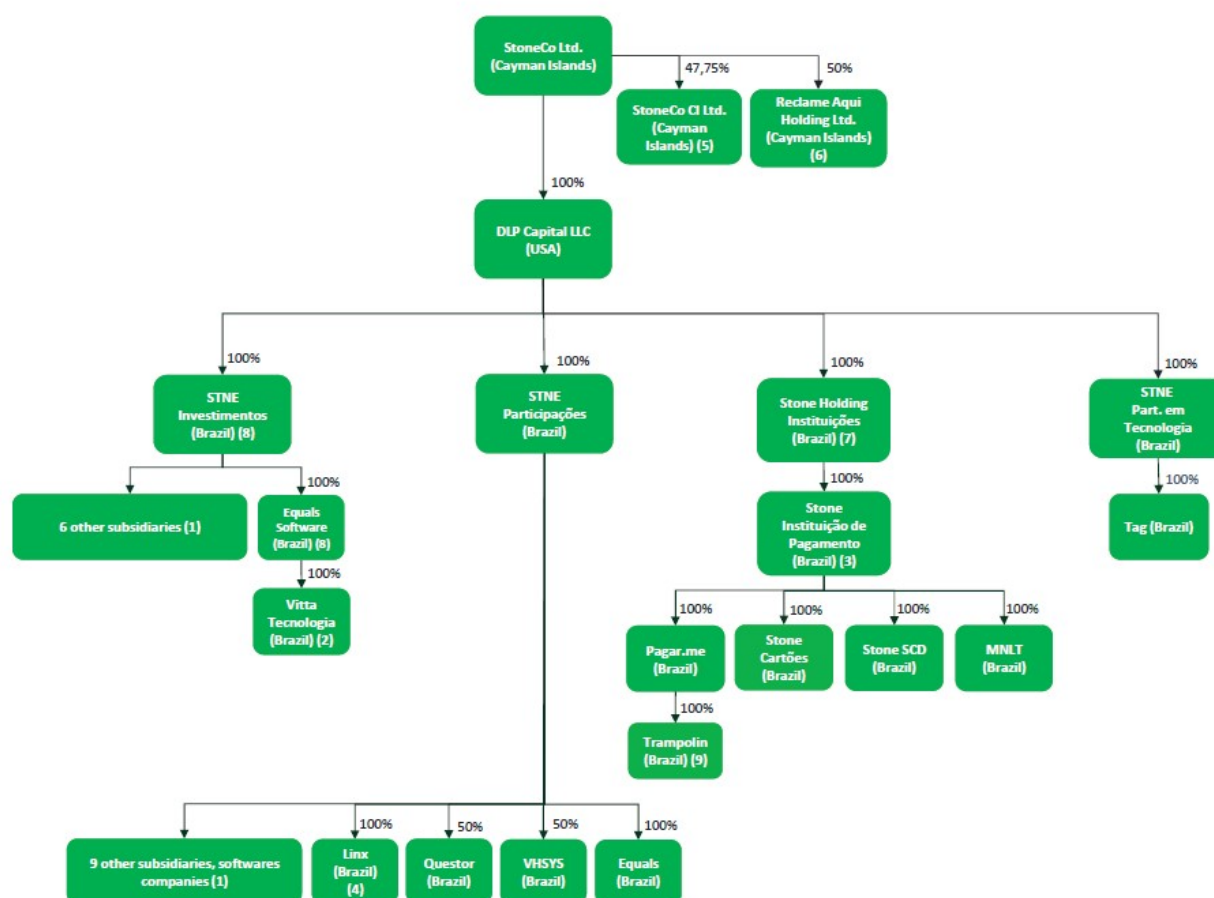 StoneCo Ltd.
(Cayman Islands)
47,75%
50%
StoneCo CI Ltd.
(Cayman
Islands) (5)
Reclame Aqui
Holding Ltd.
(Cayman Islands)
(6)
100%
DLP Capital LLC
(USA)
100%
100%
100%
100%
STNE
Investimentos
(Brazil) (8)
STNE
Participações
(Brazil)
Stone Holding
Instituições
(Brazil) (7)
STNE
Part. em
Tecnologia
(Brazil)
100%
100%
100%
6 other subsidiaries (1)
Equals
Software
(Brazil) (8)
Stone
Instituição de
Pagamento
(Brazil) (3)
Tag (Brazil)
100%
Vitta
Tecnologia
(Brazil) (2)
100%
100%
100%
100%
Pagar.me
(Brazil)
Stone
Cartões
(Brazil)
Stone SCD
(Brazil)
MNLT
(Brazil)
100%
Trampolin
(Brazil) (9)
100%
50%
50%
100%
9 other subsidiaries, softwares
companies (1)
Linx
(Brazil)
(4)
Questor
(Brazil)
VHSYS
(Brazil)
Equals
(Brazil)